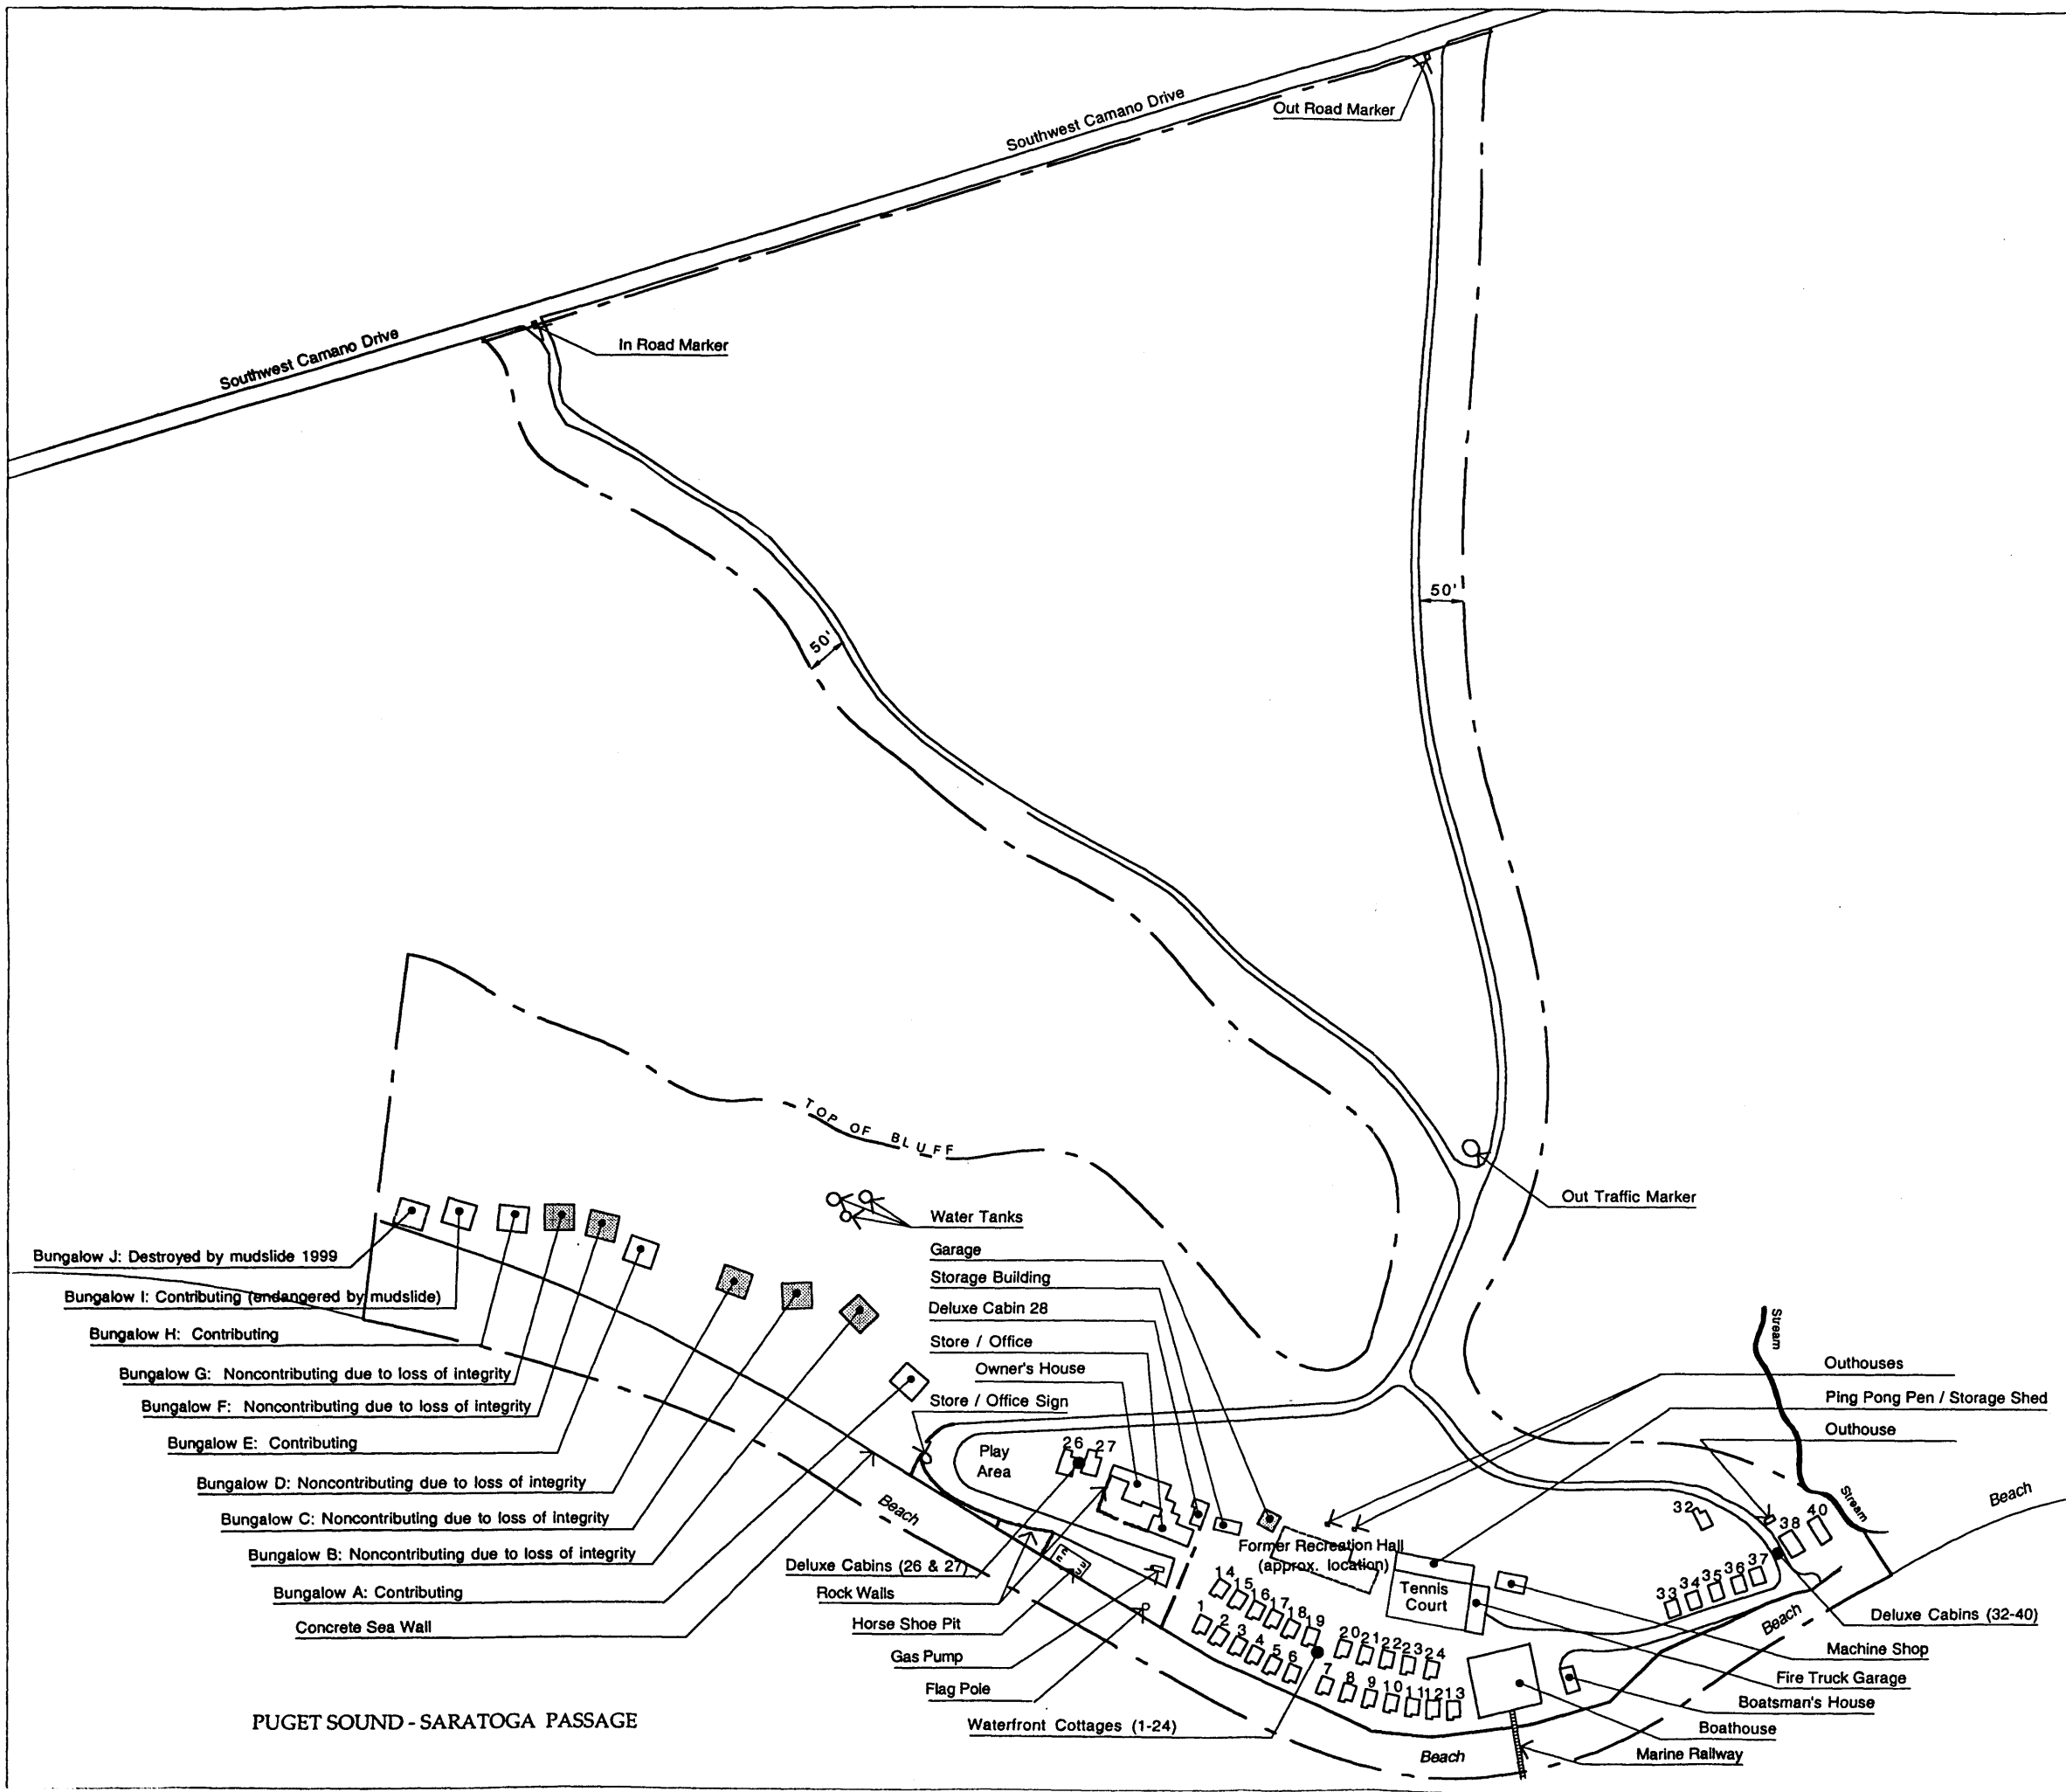 Out Road Marker
Southwest Camano Drive
Southwest Camano Drive
In Road Marker
50'
50'
TOP OF BLUFF
Out Traffic Marker
Water Tanks
Garage
Storage Building
Deluxe Cabin 28
Store / Office
Owner's House
Store / Office Sign
Bungalow J: Destroyed by mudslide 1999
Bungalow I: Contributing (endangered by mudslide)
Bungalow H: Contributing
Bungalow G: Noncontributing due to loss of integrity
Bungalow F: Noncontributing due to loss of integrity
Bungalow E: Contributing
Bungalow D: Noncontributing due to loss of integrity
Bungalow C: Noncontributing due to loss of integrity
Bungalow B: Noncontributing due to loss of integrity
Bungalow A: Contributing
Concrete Sea Wall
Stream
Outhouses
Ping Pong Pen / Storage Shed
Outhouse
Stream
Beach
Play
Area
26 27
Beach
Former Recreation Hall
(approx. location)
Tennis
Court
32
38 40
33 34 35 36 37
14 15 16 17 18 19
20 21 22 23 24
1 2 3 4 5 6
7 8 9 10 11 12 13
Deluxe Cabins (26 & 27)
Rock Walls
Horse Shoe Pit
Gas Pump
Flag Pole
Waterfront Cottages (1-24)
Beach
Deluxe Cabins (32-40)
Machine Shop
Fire Truck Garage
Boatsman's House
Boathouse
Marine Railway
Beach
PUGET SOUND - SARATOGA PASSAGE